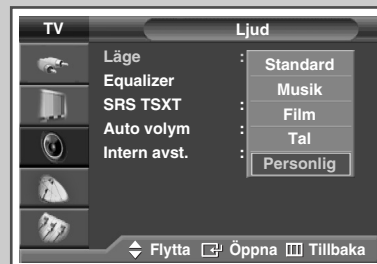 TV Ljud
Läge : Standard
Equalizer Musik
SRS TSXT : Film
Auto volym : Tal
Intern avst. : Personlig
Flytta Öppna Tillbaka